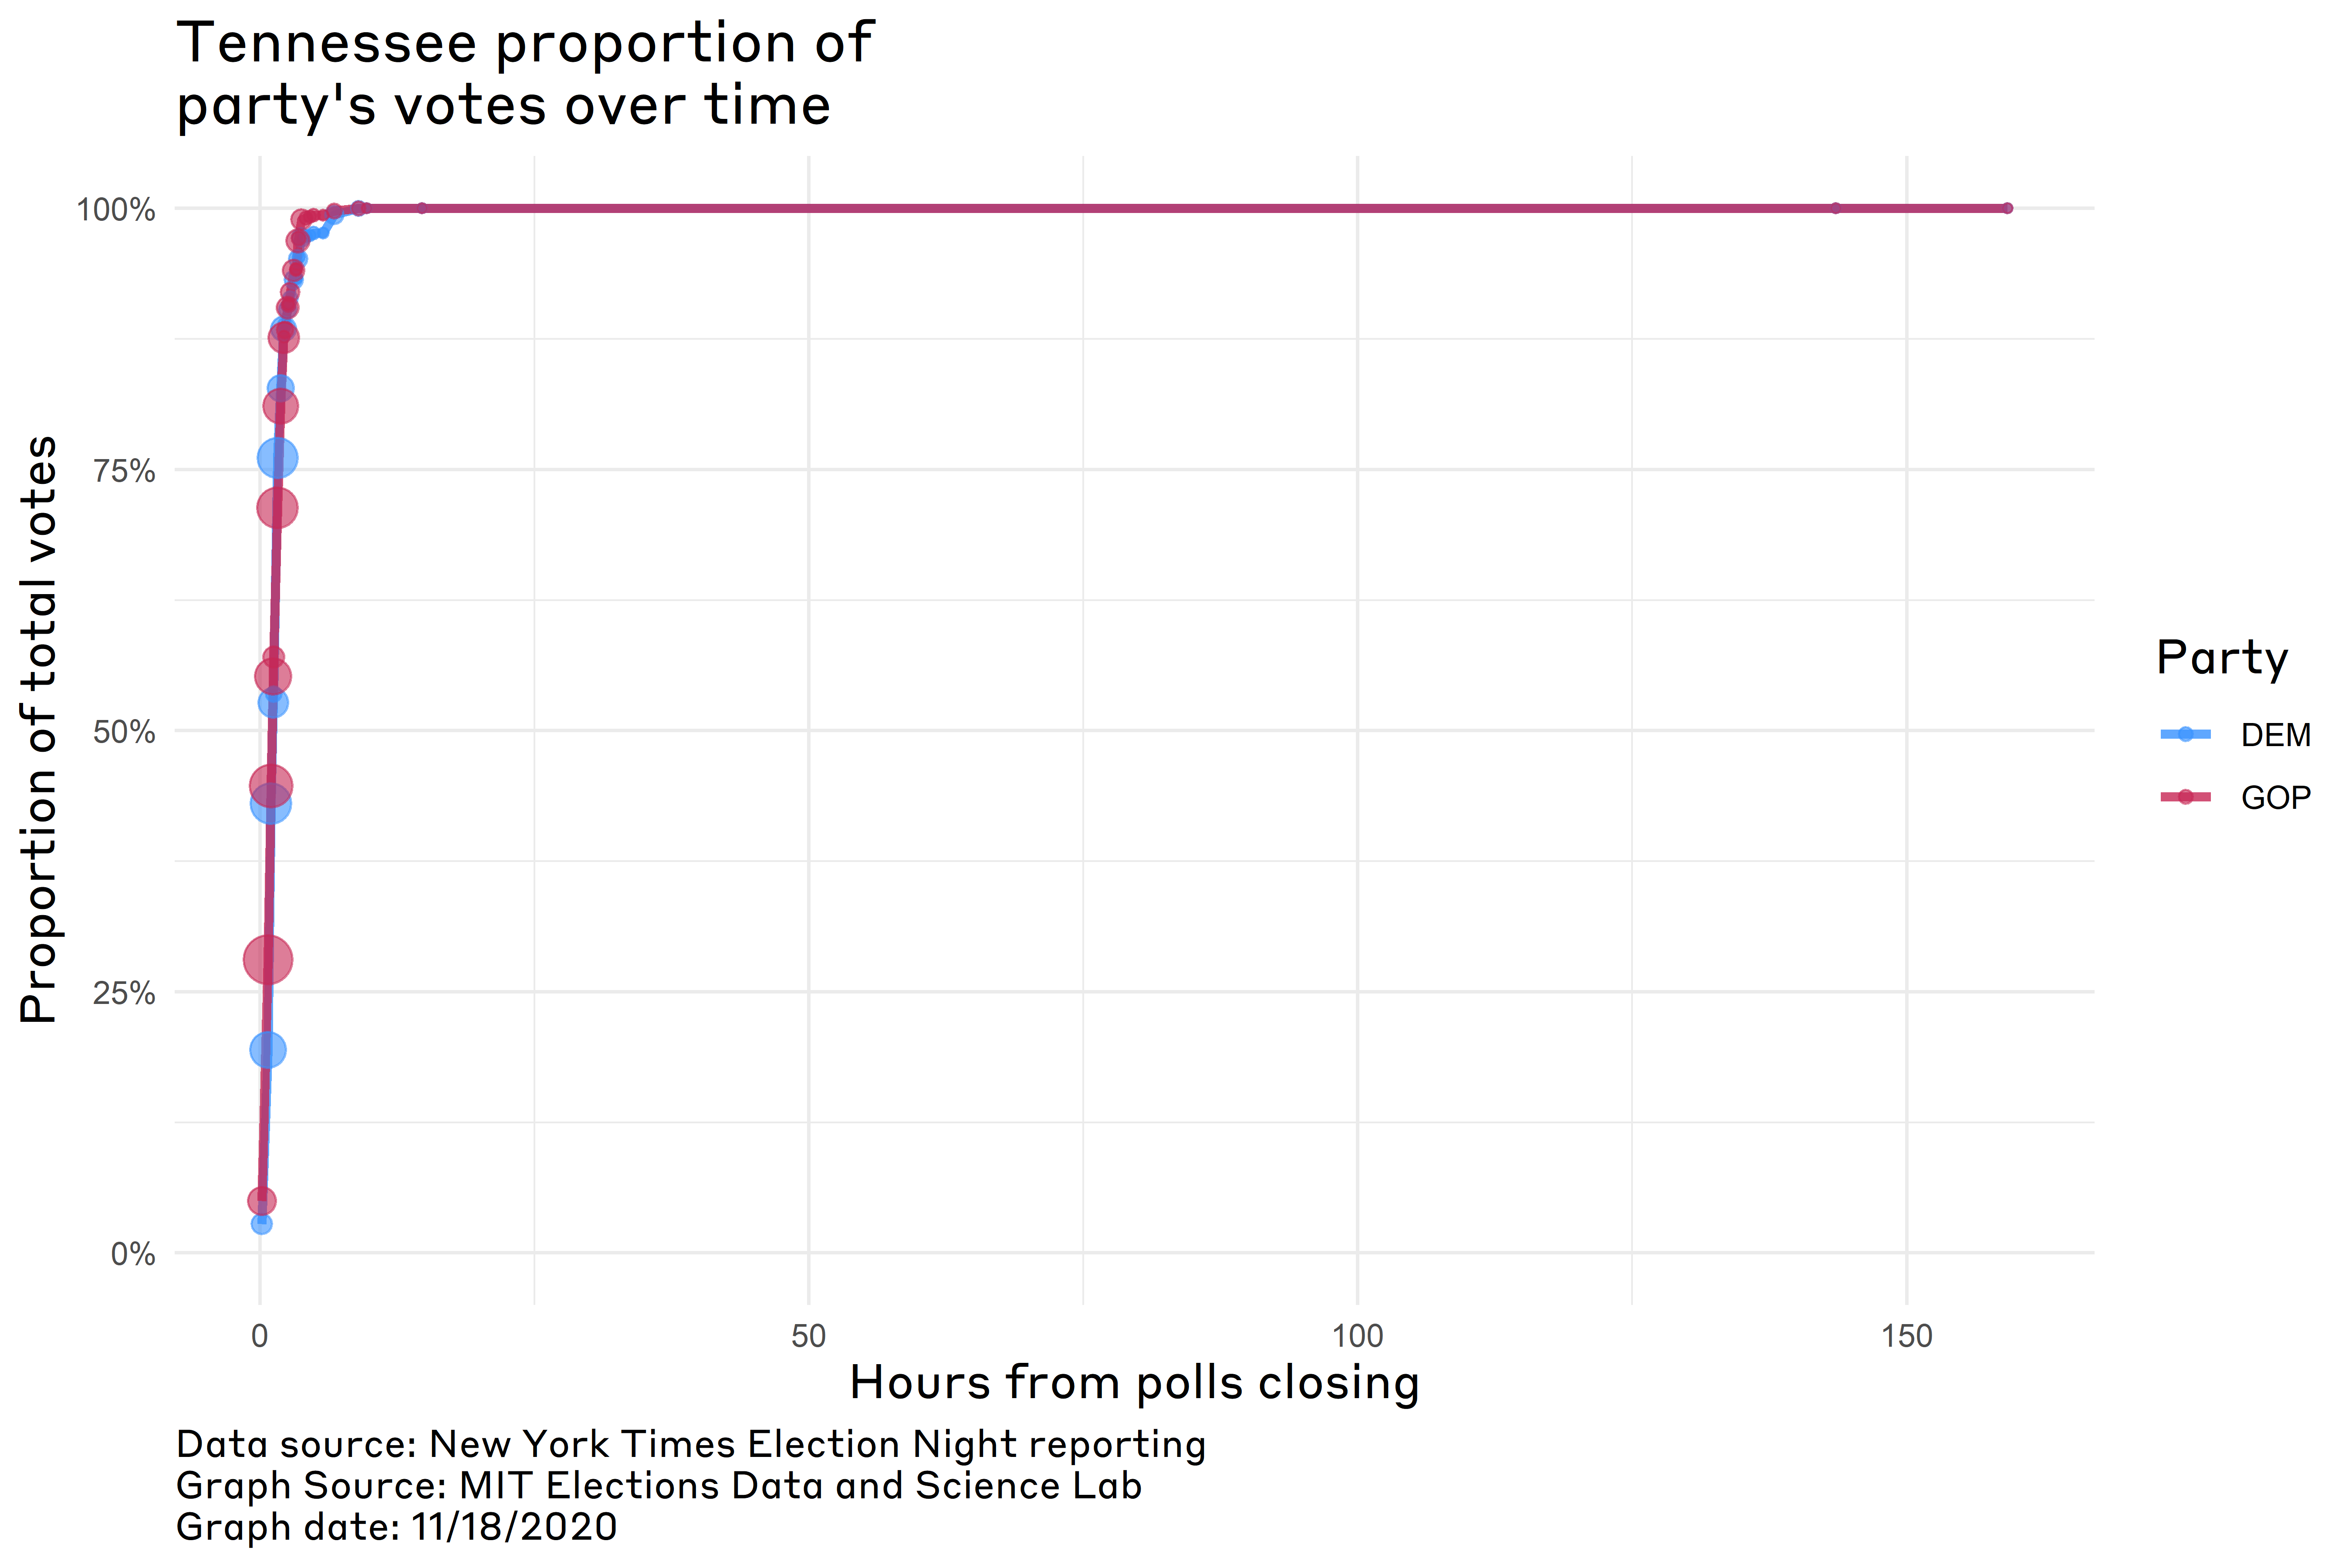 Tennessee proportion of
party's votes over time
Proportion of total votes
100%
75%
50%
25%
0%
0
50
100
150
Hours from polls closing
Party
DEM
GOP
Data source: New York Times Election Night reporting
Graph Source: MIT Elections Data and Science Lab
Graph date: 11/18/2020